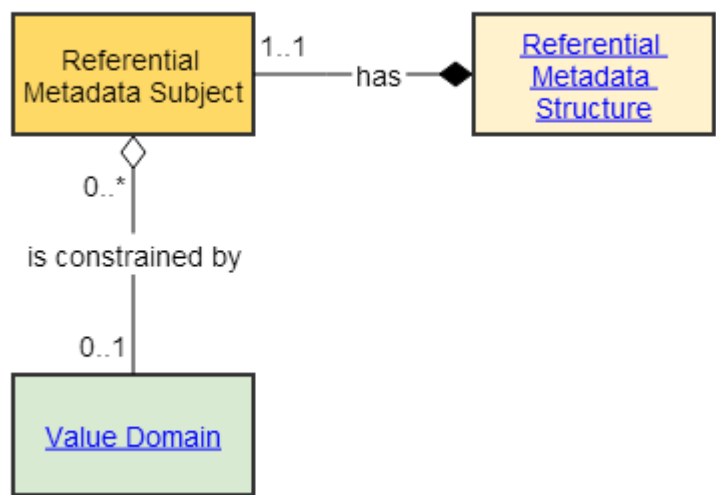 Referential
Metadata Subject
1..1
has
Referential
Metadata
Structure
0..*
is constrained by
0..1
Value Domain